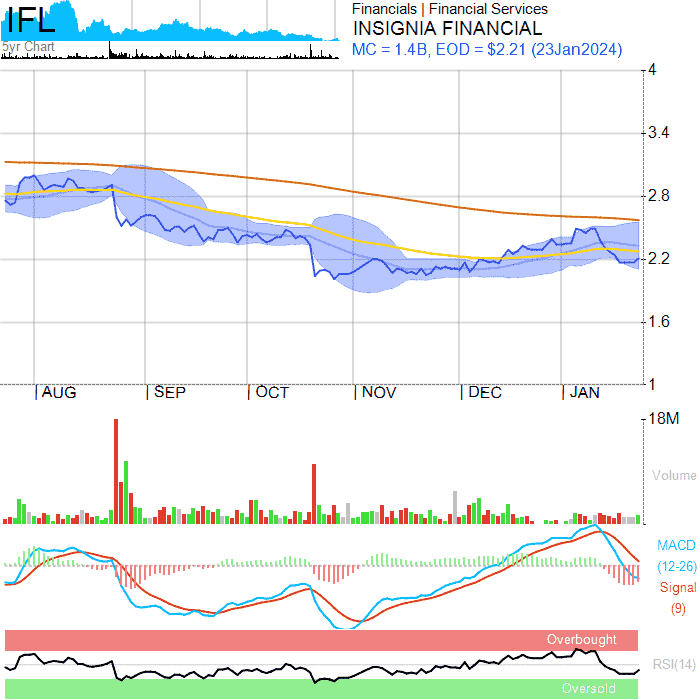 IFL
5yr Chart
Financials | Financial Services
INSIGNIA FINANCIAL
MC = 1.4B, EOD = $2.21 (23Jan2024)
4
3.4
2.8
2.2
1.6
1
AUG SEP OCT NOV DEC JAN
18M
Volume
MACD
(12-26)
Signal
(9)
Overbought
RSI(14)
Oversold